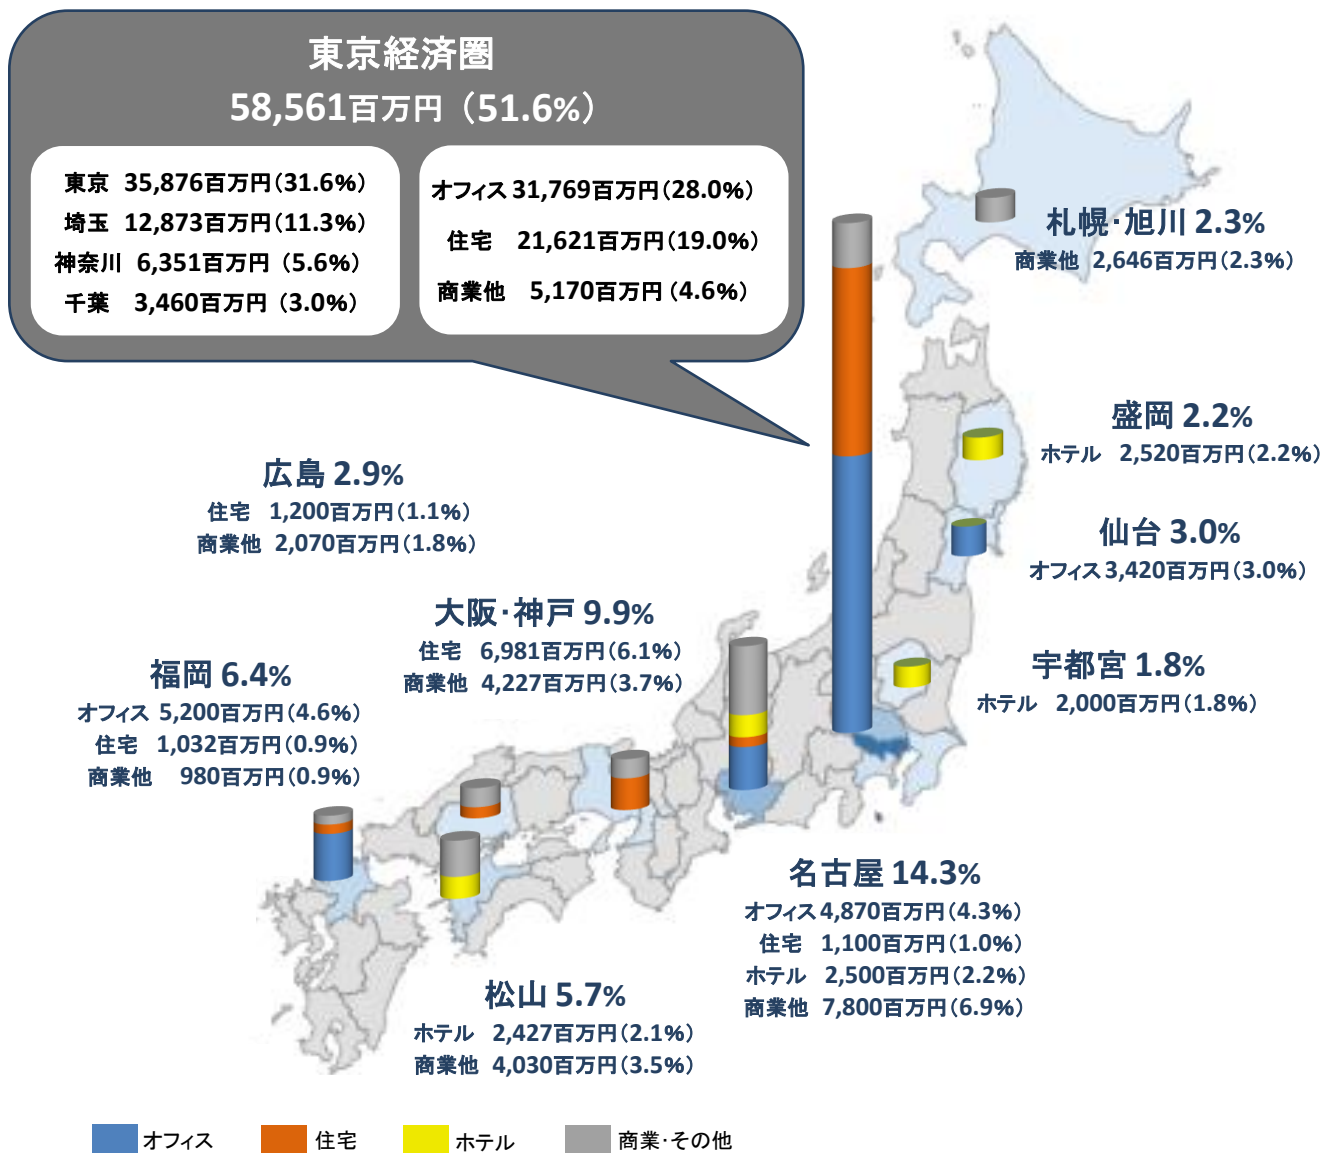 東京経済圏
58,561百万円（51.6%）
東京 35,876百万円(31.6%)
埼玉 12,873百万円(11.3%)
神奈川 6,351百万円 (5.6%)
千葉 3,460百万円 (3.0%)
オフィス 31,769百万円(28.0%)
住宅 21,621百万円(19.0%)
商業他 5,170百万円(4.6%)
札幌･旭川 2.3%
商業他 2,646百万円(2.3%)
盛岡 2.2%
ホテル 2,520百万円(2.2%)
広島 2.9%
住宅 1,200百万円(1.1%)
商業他 2,070百万円(1.8%)
仙台 3.0%
オフィス 3,420百万円(3.0%)
大阪･神戸 9.9%
住宅 6,981百万円(6.1%)
商業他 4,227百万円(3.7%)
宇都宮 1.8%
ホテル 2,000百万円(1.8%)
福岡 6.4%
オフィス 5,200百万円(4.6%)
住宅 1,032百万円(0.9%)
商業他 980百万円(0.9%)
名古屋 14.3%
オフィス 4,870百万円(4.3%)
住宅 1,100百万円(1.0%)
ホテル 2,500百万円(2.2%)
商業他 7,800百万円(6.9%)
松山 5.7%
ホテル 2,427百万円(2.1%)
商業他 4,030百万円(3.5%)
オフィス 住宅 ホテル 商業･その他